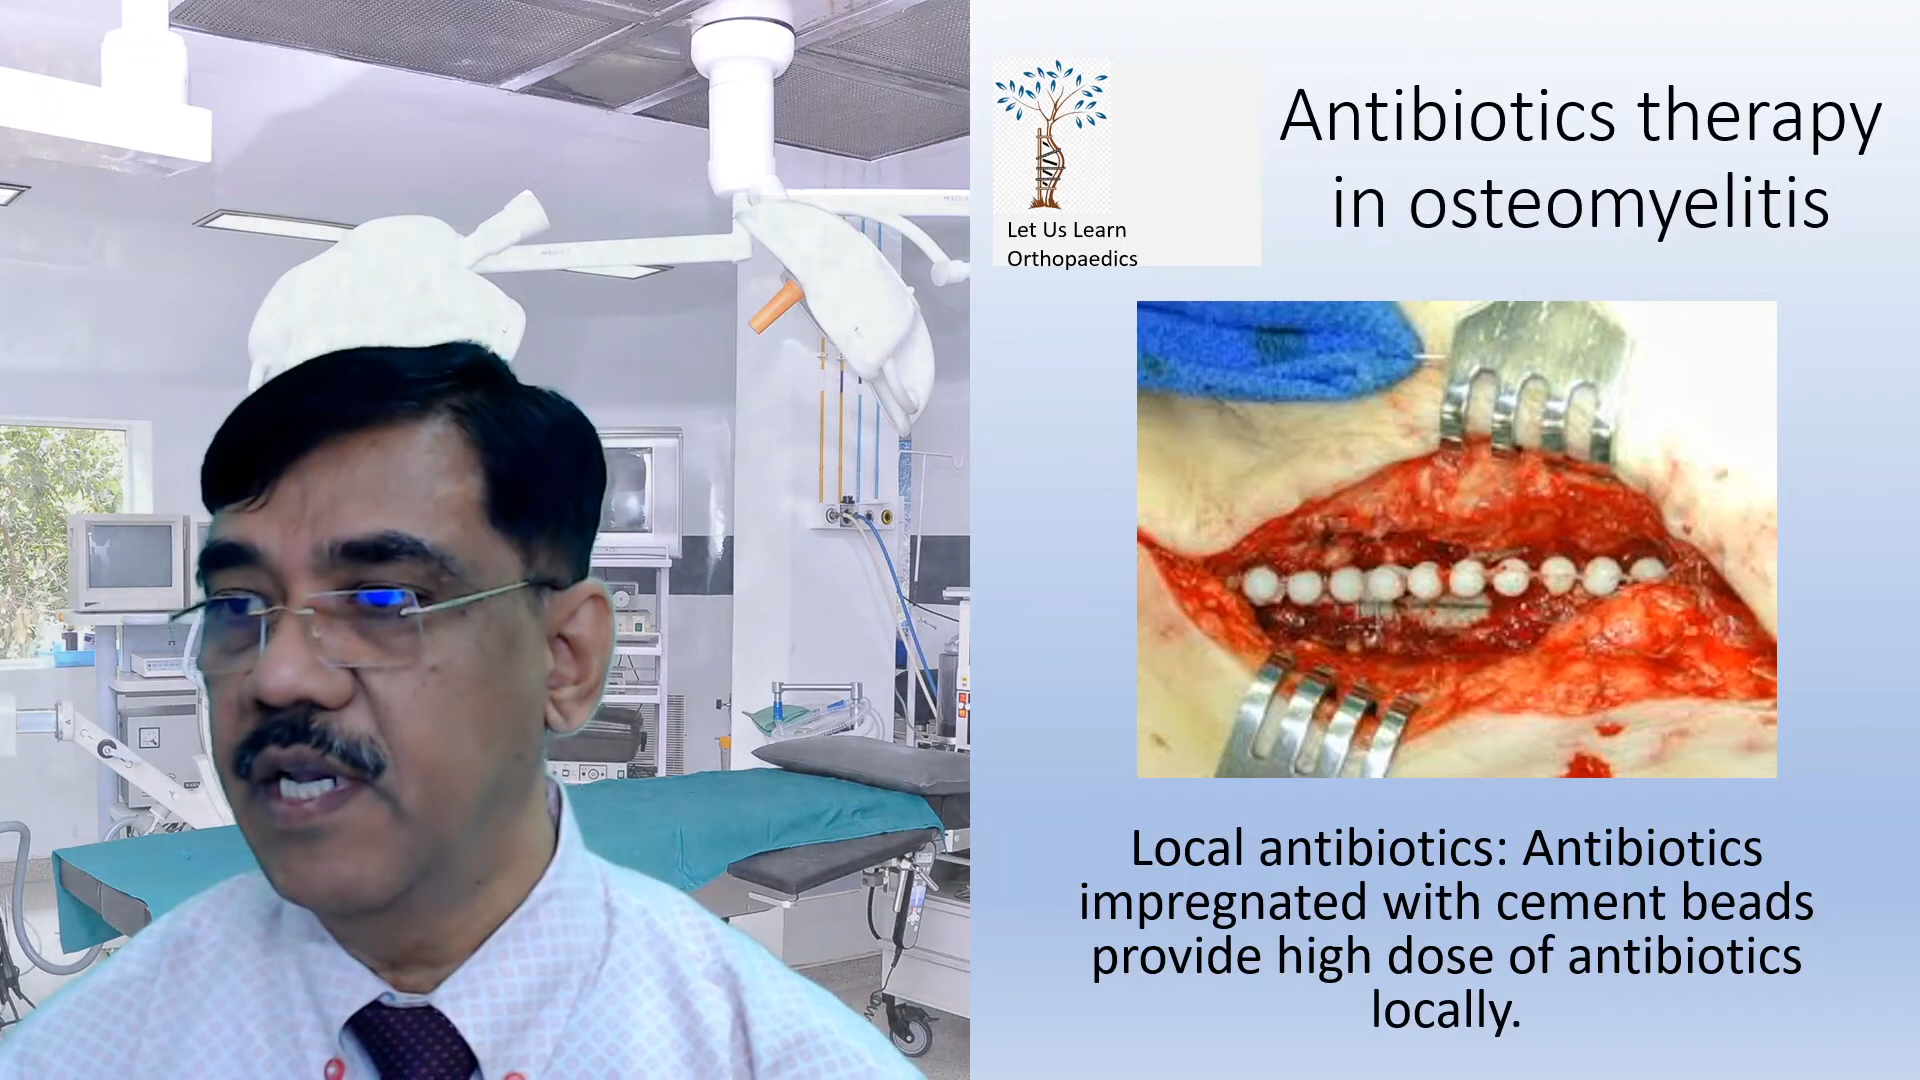 Let Us Learn
Orthopaedics
Antibiotics therapy
in osteomyelitis
Local antibiotics: Antibiotics
impregnated with cement beads
provide high dose of antibiotics
locally.